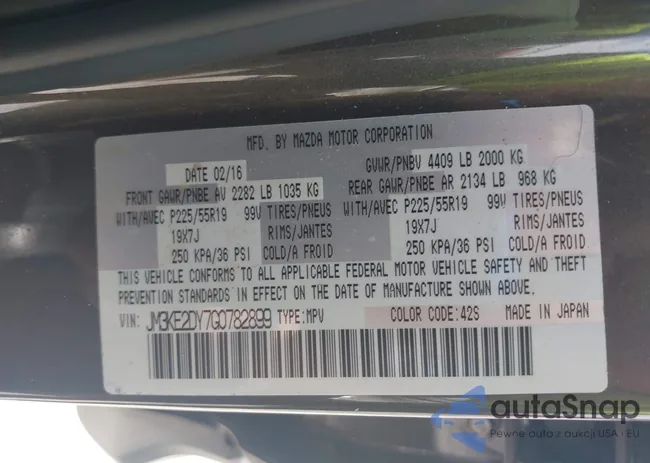 MFD. BY MAZDA MOTOR CORPORATION
DATE 02/16 GVWR/PNBV 4409 LB 2000 KG
FRONT GAWR/PNBE AV 2282 LB 1035 KG REAR GAWR/PNBE AR 2134 LB 968 KG
WITH/AVEC P225/55R19 99V TIRES/PNEUS WITH/AVEC P225/55R19 99V TIRES/PNEUS
19X7J RIMS/JANTES 19X7J RIMS/JANTES
250 KPA/36 PSI COLD/A FROID 250 KPA/36 PSI COLD/A FROID
THIS VEHICLE CONFORMS TO ALL APPLICABLE FEDERAL MOTOR VEHICLE SAFETY AND THEFT
PREVENTION STANDARDS IN EFFECT ON THE DATE OF MANUFACTURE SHOWN ABOVE.
VIN: JM3KE2DY7G0782899 TYPE:MPV COLOR CODE:42S MADE IN JAPAN
autaSnap
Pewne auta z aukcji USA i EU